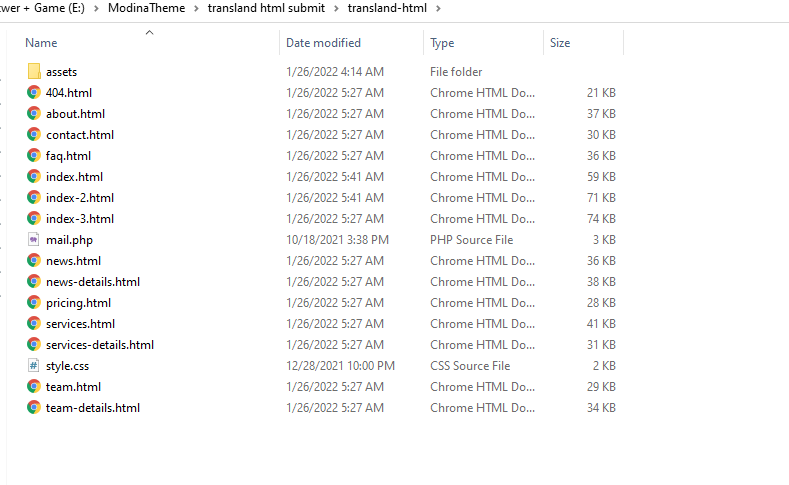 wer + Game (E:) > ModinaTheme > transland html submit > transland-html >
Name Date modified Type Size
assets 1/26/2022 4:14 AM File folder
404.html 1/26/2022 5:27 AM Chrome HTML Do... 21 KB
about.html 1/26/2022 5:27 AM Chrome HTML Do... 37 KB
contact.html 1/26/2022 5:27 AM Chrome HTML Do... 30 KB
faq.html 1/26/2022 5:27 AM Chrome HTML Do... 36 KB
index.html 1/26/2022 5:41 AM Chrome HTML Do... 59 KB
index-2.html 1/26/2022 5:41 AM Chrome HTML Do... 71 KB
index-3.html 1/26/2022 5:27 AM Chrome HTML Do... 74 KB
mail.php 10/18/2021 3:38 PM PHP Source File 3 KB
news.html 1/26/2022 5:27 AM Chrome HTML Do... 36 KB
news-details.html 1/26/2022 5:27 AM Chrome HTML Do... 38 KB
pricing.html 1/26/2022 5:27 AM Chrome HTML Do... 28 KB
services.html 1/26/2022 5:27 AM Chrome HTML Do... 41 KB
services-details.html 1/26/2022 5:27 AM Chrome HTML Do... 31 KB
style.css 12/28/2021 10:00 PM CSS Source File 2 KB
team.html 1/26/2022 5:27 AM Chrome HTML Do... 29 KB
team-details.html 1/26/2022 5:27 AM Chrome HTML Do... 34 KB